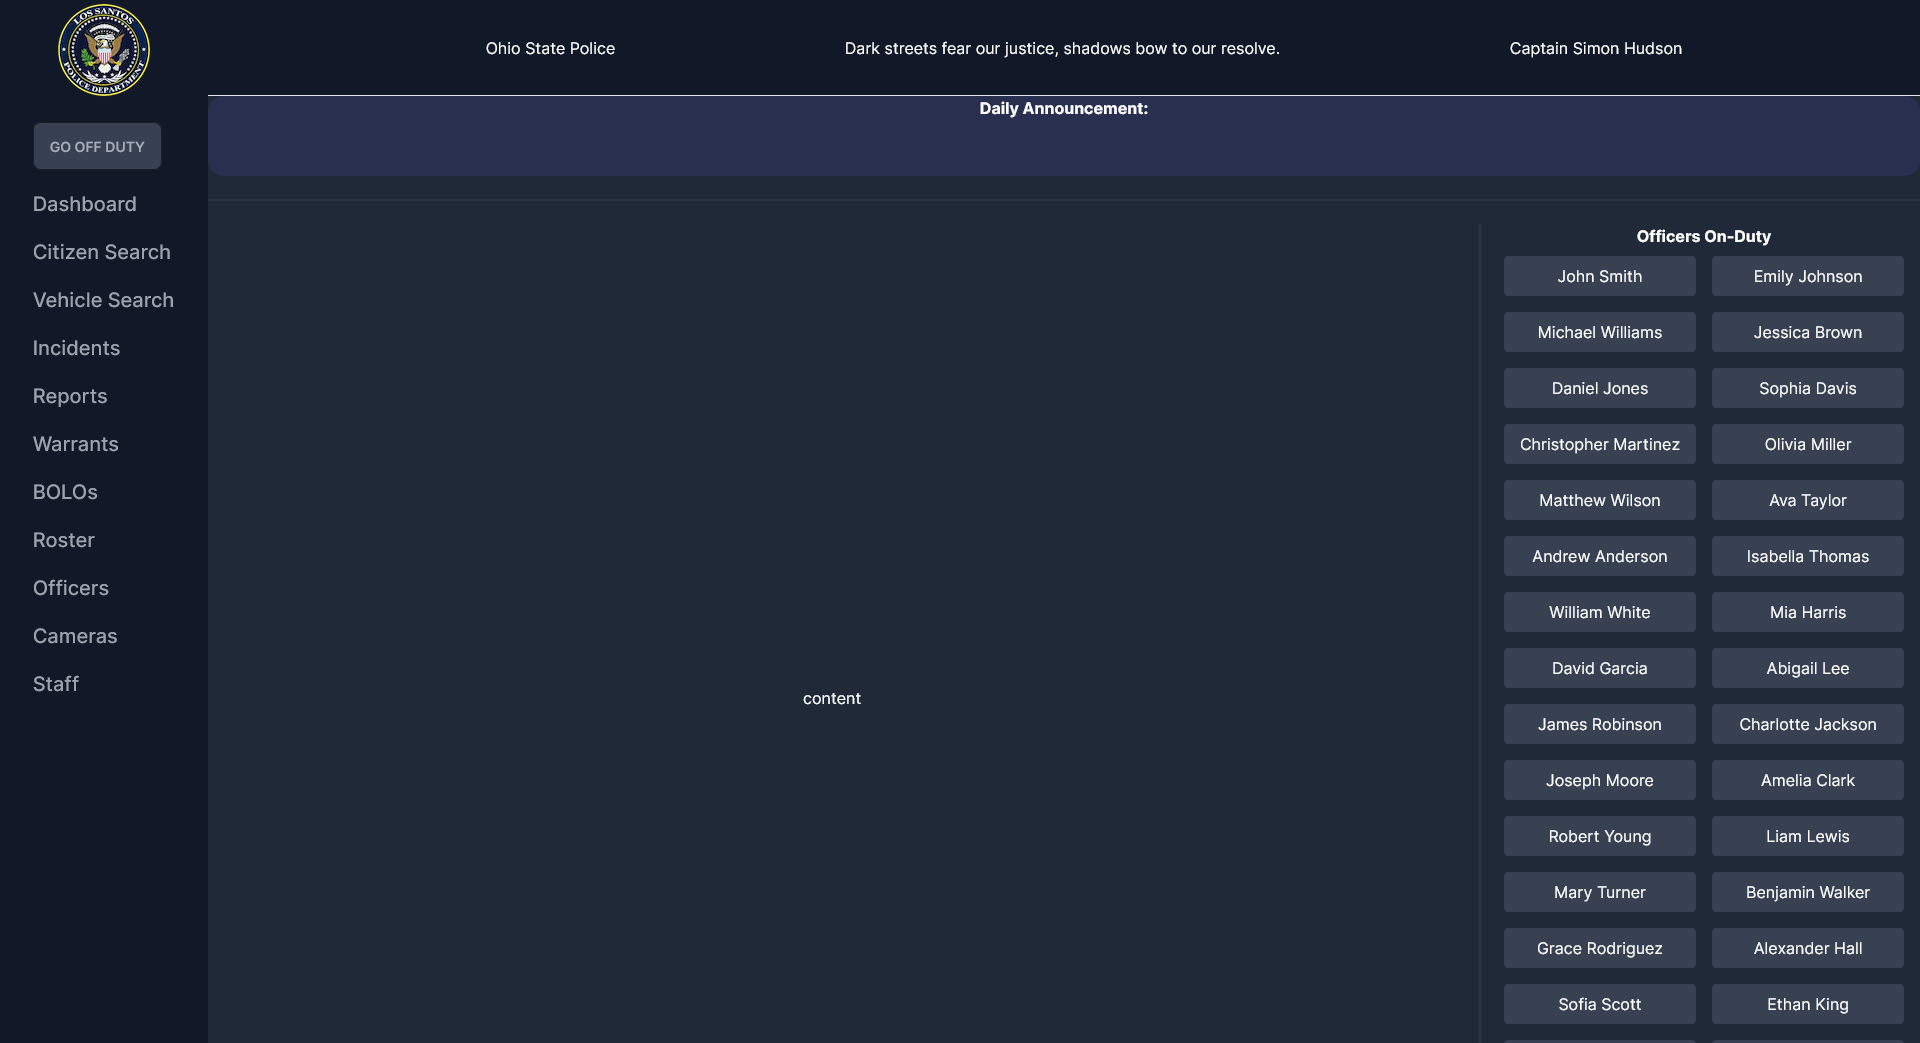 LOS SANTOS
POLICE DEPARTMENT
Ohio State Police
Dark streets fear our justice, shadows bow to our resolve.
Captain Simon Hudson
Daily Announcement:
GO OFF DUTY
Dashboard
Citizen Search
Vehicle Search
Incidents
Reports
Warrants
BOLOs
Roster
Officers
Cameras
Staff
content
Officers On-Duty
John Smith
Emily Johnson
Michael Williams
Jessica Brown
Daniel Jones
Sophia Davis
Christopher Martinez
Olivia Miller
Matthew Wilson
Ava Taylor
Andrew Anderson
Isabella Thomas
William White
Mia Harris
David Garcia
Abigail Lee
James Robinson
Charlotte Jackson
Joseph Moore
Amelia Clark
Robert Young
Liam Lewis
Mary Turner
Benjamin Walker
Grace Rodriguez
Alexander Hall
Sofia Scott
Ethan King